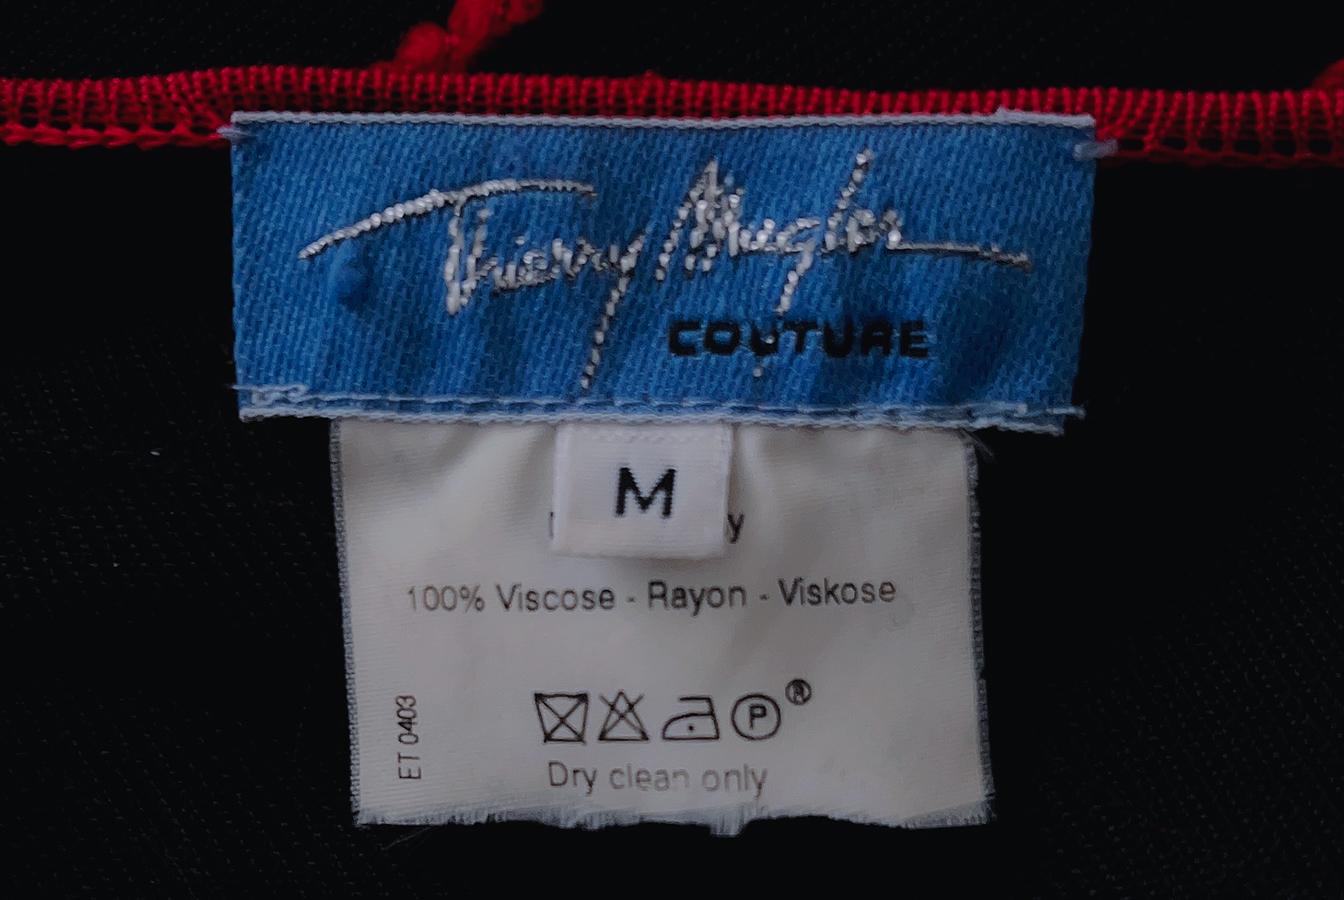 Thierry Mugler
COUTURE
M
100% Viscose - Rayon - Viskose
ET 0403
P ®
Dry clean only